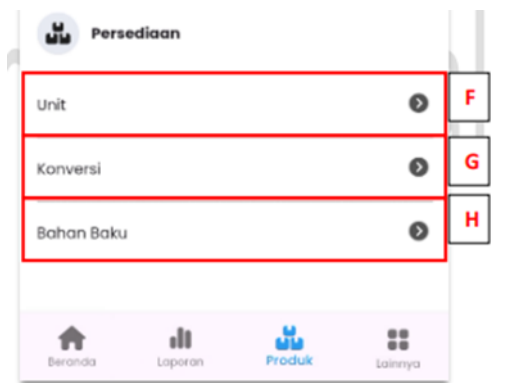 Persediaan
Unit
F
Konversi
G
Bahan Baku
H
Beranda
Laporan
Produk
Lainnya